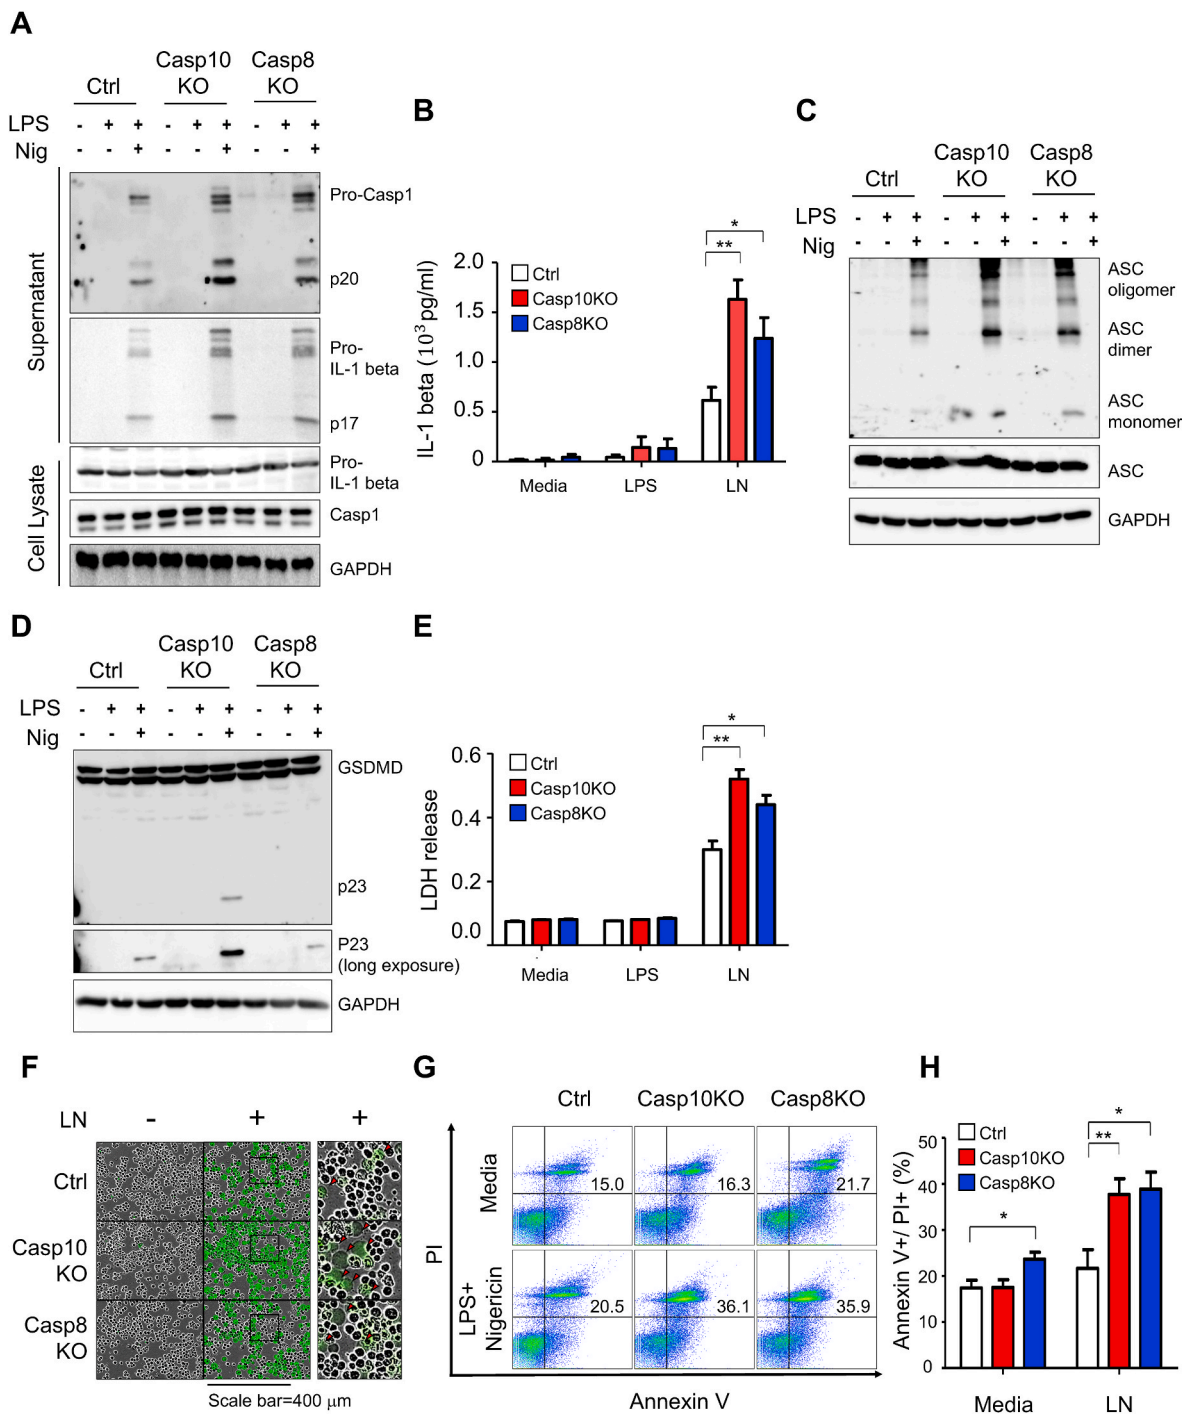 A
Ctrl
Casp10
KO
Casp8
KO
LPS - + + - + + - + +
Nig - - + - - + - - +
Supernatant
Pro-Casp1
p20
Pro-
IL-1 beta
p17
Cell Lysate
Pro-
IL-1 beta
Casp1
GAPDH
B
IL-1 beta (10³ pg/ml)
2.0
1.5
1.0
0.5
0
Ctrl
Casp10KO
Casp8KO
*
**
Media LPS LN
C
Ctrl
Casp10
KO
Casp8
KO
LPS - + + - + + - + +
Nig - - + - - + - - +
ASC
oligomer
ASC
dimer
ASC
monomer
ASC
GAPDH
D
Ctrl
Casp10
KO
Casp8
KO
LPS - + + - + + - + +
Nig - - + - - + - - +
GSDMD
p23
P23
(long exposure)
GAPDH
E
LDH release
0.6
0.4
0.2
0.0
Ctrl
Casp10KO
Casp8KO
*
**
Media LPS LN
F
LN - + +
Ctrl
Casp10
KO
Casp8
KO
Scale bar=400 μm
G
Ctrl Casp10KO Casp8KO
PI
Media
15.0 16.3 21.7
LPS+
Nigericin
20.5 36.1 35.9
Annexin V
H
Annexin V+/ PI+ (%)
50
40
30
20
10
0
Ctrl
Casp10KO
Casp8KO
*
*
**
Media LN